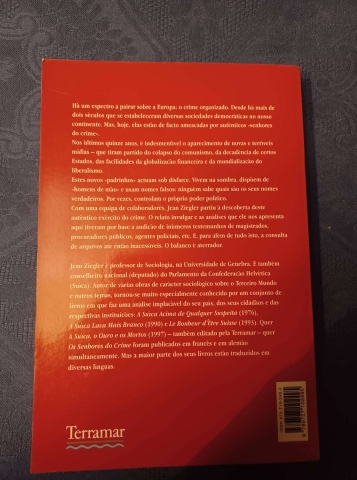 Há um espectro a pairar sobre a Europa: o crime organizado. Desde há mais de
dois séculos que se estabeleceram diversas sociedades democráticas no nosso
continente. Mas, hoje, elas estão de facto ameaçadas por autênticos «senhores
do crime».
Nos últimos quinze anos, é indesmentível o aparecimento de novas e terríveis
máfias – que tiram partido do colapso do comunismo, da decadência de certos
Estados, das facilidades da globalização financeira e da mundialização do
liberalismo.
Estes novos «padrinhos» actuam sob disfarce. Vivem na sombra, dispõem de
«homens de mão» e usam nomes falsos: ninguém sabe quais são os seus nomes
verdadeiros. Por vezes, controlam o próprio poder político.
Com uma equipa de colaboradores, Jean Ziegler partiu à descoberta deste
autêntico exército do crime. O relato invulgar e as análises que ele nos apresenta
aqui tiveram por base a audição de inúmeros testemunhos de magistrados,
procuradores públicos, agentes policiais, etc. E, para além de tudo isto, a consulta
de arquivos até então inacessíveis. O balanço é aterrador.
Jean Ziegler é professor de Sociologia, na Universidade de Genebra. E também
conselheiro nacional (deputado) do Parlamento da Confederação Helvética
(Suíça). Autor de várias obras de carácter sociológico sobre o Terceiro Mundo
e outros temas, tornou-se muito especialmente conhecido por um conjunto de
livros em que faz uma análise implacável do seu país, dos seus cidadãos e das
respectivas instituições: A Suíça Acima de Qualquer Suspeita (1976),
A Suíça Lava Mais Branco (1990) e Le Bonheur d'Être Suisse (1993). Quer
A Suíça, o Ouro e os Mortos (1997) – também editado pela Terramar – quer
Os Senhores do Crime foram publicados em francês e em alemão
simultaneamente. Mas a maior parte dos seus livros estão traduzidos em
diversas línguas.
Terramar